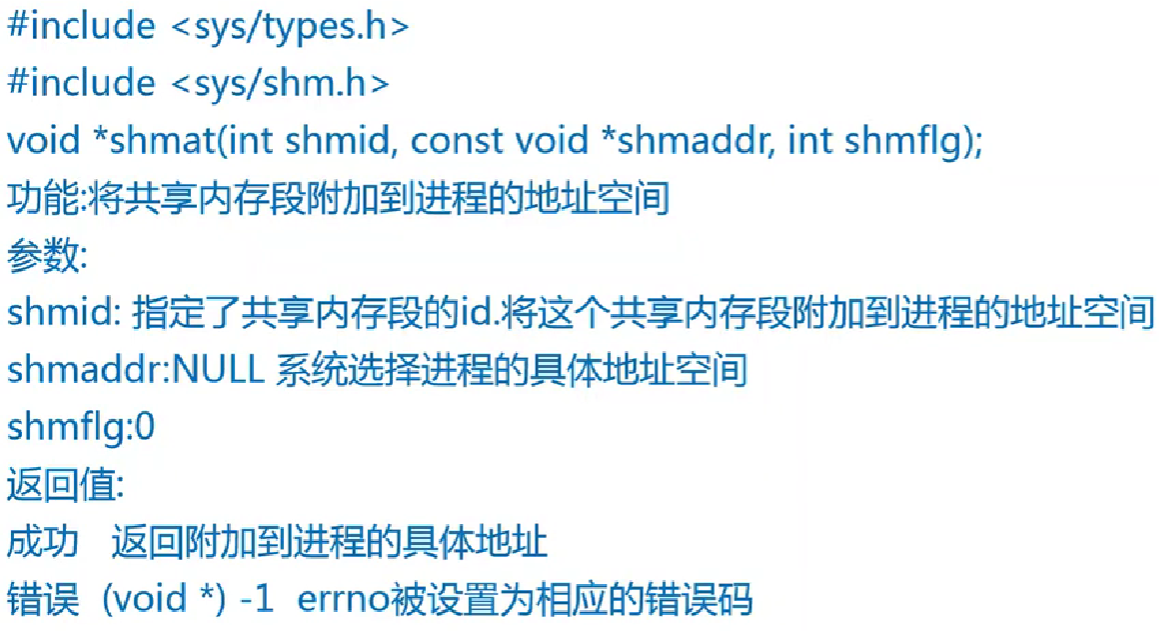 #include <sys/types.h>
#include <sys/shm.h>
void *shmat(int shmid, const void *shmaddr, int shmflg);
功能:将共享内存段附加到进程的地址空间
参数:
shmid: 指定了共享内存段的id.将这个共享内存段附加到进程的地址空间
shmaddr:NULL 系统选择进程的具体地址空间
shmflg:0
返回值:
成功 返回附加到进程的具体地址
错误 (void *) -1 errno被设置为相应的错误码